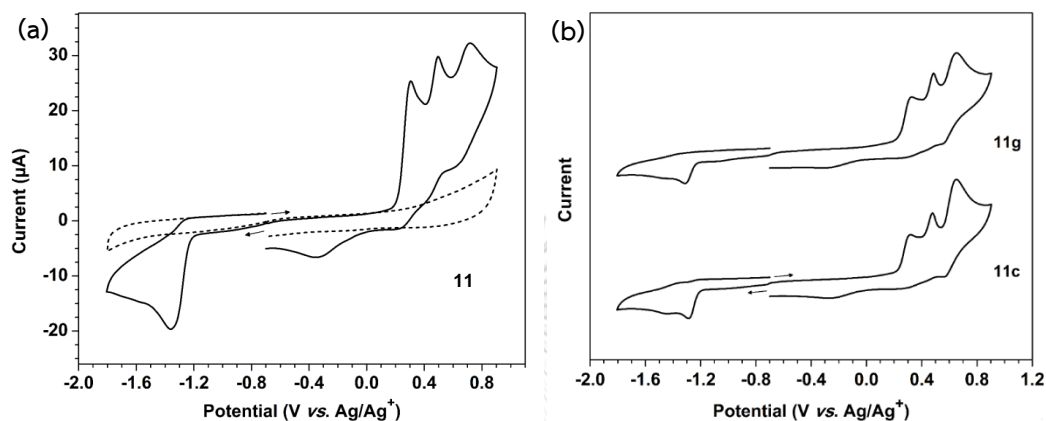 (a)
Current (µA)
30
20
10
0
-10
-20
11
-2.0 -1.6 -1.2 -0.8 -0.4 0.0 0.4 0.8
Potential (V vs. Ag/Ag⁺)
(b)
Current
11g
11c
-2.0 -1.6 -1.2 -0.8 -0.4 0.0 0.4 0.8 1.2
Potential (V vs. Ag/Ag⁺)